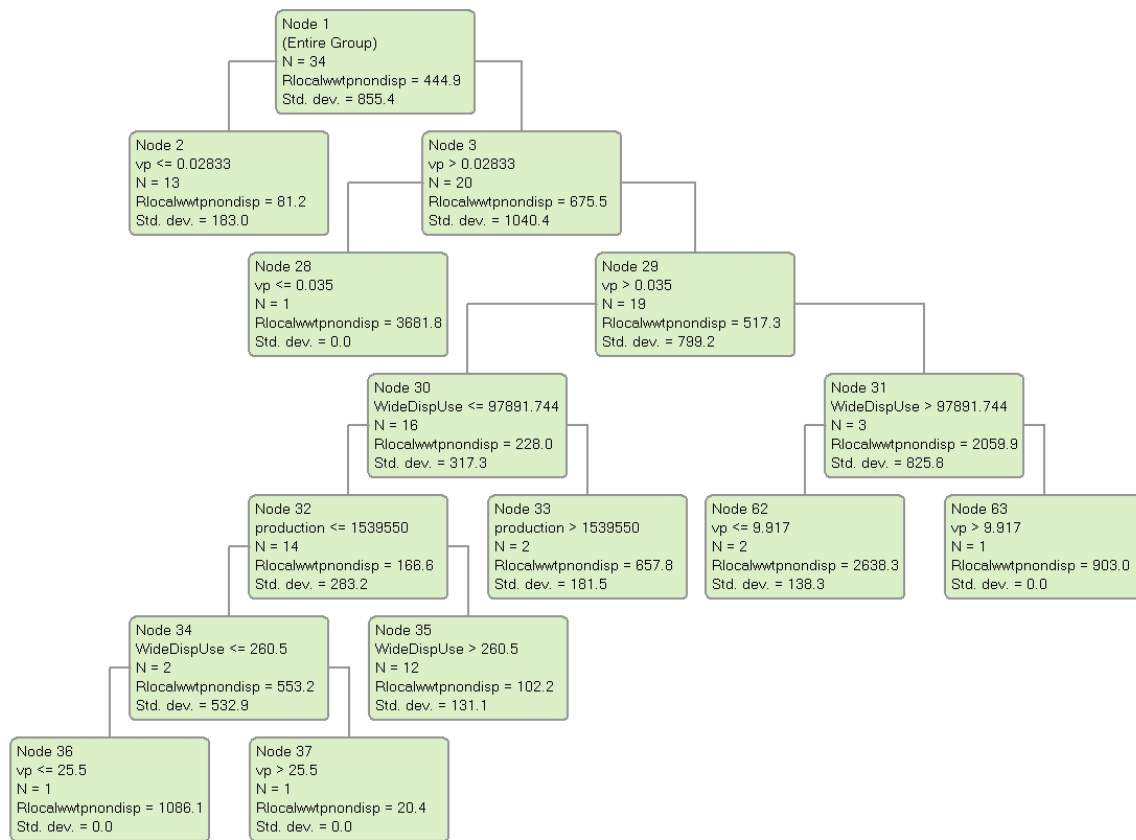 Node 1
(Entire Group)
N = 34
Rlocalwwtpnondisp = 444.9
Std. dev. = 855.4
Node 2
vp <= 0.02833
N = 13
Rlocalwwtpnondisp = 81.2
Std. dev. = 183.0
Node 3
vp > 0.02833
N = 20
Rlocalwwtpnondisp = 675.5
Std. dev. = 1040.4
Node 28
vp <= 0.035
N = 1
Rlocalwwtpnondisp = 3681.8
Std. dev. = 0.0
Node 29
vp > 0.035
N = 19
Rlocalwwtpnondisp = 517.3
Std. dev. = 799.2
Node 30
WideDispUse <= 97891.744
N = 16
Rlocalwwtpnondisp = 228.0
Std. dev. = 317.3
Node 31
WideDispUse > 97891.744
N = 3
Rlocalwwtpnondisp = 2059.9
Std. dev. = 825.8
Node 32
production <= 1539550
N = 14
Rlocalwwtpnondisp = 166.6
Std. dev. = 283.2
Node 33
production > 1539550
N = 2
Rlocalwwtpnondisp = 657.8
Std. dev. = 181.5
Node 62
vp <= 9.917
N = 2
Rlocalwwtpnondisp = 2638.3
Std. dev. = 138.3
Node 63
vp > 9.917
N = 1
Rlocalwwtpnondisp = 903.0
Std. dev. = 0.0
Node 34
WideDispUse <= 260.5
N = 2
Rlocalwwtpnondisp = 553.2
Std. dev. = 532.9
Node 35
WideDispUse > 260.5
N = 12
Rlocalwwtpnondisp = 102.2
Std. dev. = 131.1
Node 36
vp <= 25.5
N = 1
Rlocalwwtpnondisp = 1086.1
Std. dev. = 0.0
Node 37
vp > 25.5
N = 1
Rlocalwwtpnondisp = 20.4
Std. dev. = 0.0